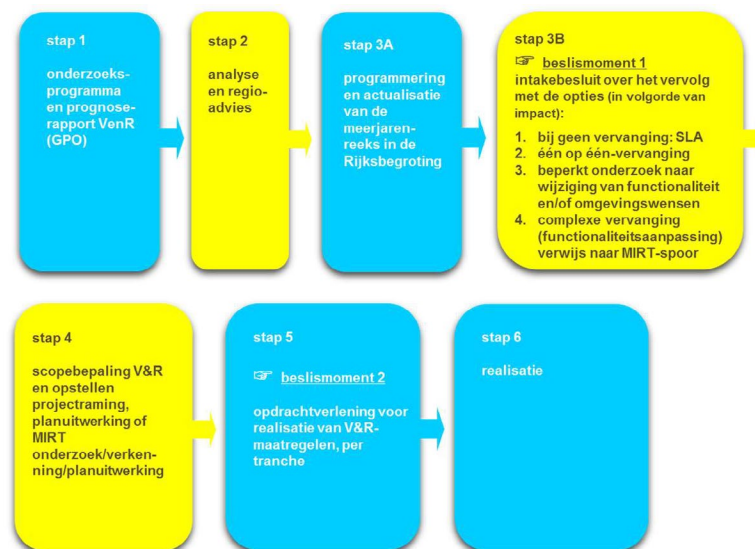 stap 1
onderzoeks-
programma
en prognose-
rapport VenR
(GPO)
stap 2
analyse
en regio-
advies
stap 3A
programmering
en actualisatie
van de
meerjaren-
reeks in de
Rijksbegroting
stap 3B
☞ beslismoment 1
intakebesluit over het vervolg
met de opties (in volgorde van
impact):
1. bij geen vervanging: SLA
2. één op één-vervanging
3. beperkt onderzoek naar
wijziging van functionaliteit
en/of omgevingswensen
4. complexe vervanging
(functionaliteitsaanpassing)
verwijs naar MIRT-spoor
stap 4
scopebepaling V&R
en opstellen
projectraming,
planuitwerking of
MIRT
onderzoek/verken-
ning/planuitwerking
stap 5
☞ beslismoment 2
opdrachtverlening voor
realisatie van V&R-
maatregelen, per
tranche
stap 6
realisatie